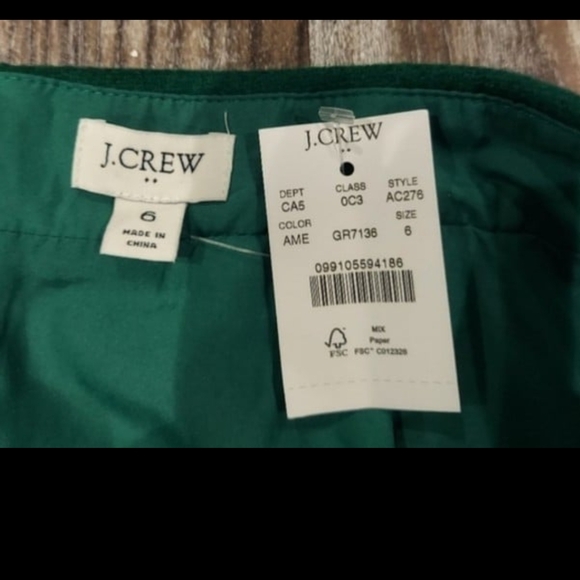 J.CREW
6
MADE IN
CHINA
J.CREW
DEPT CLASS STYLE
CA5 0C3 AC276
COLOR SIZE
AME GR7136 6
099105594186
MIX
Paper
FSC FSC™ C012326